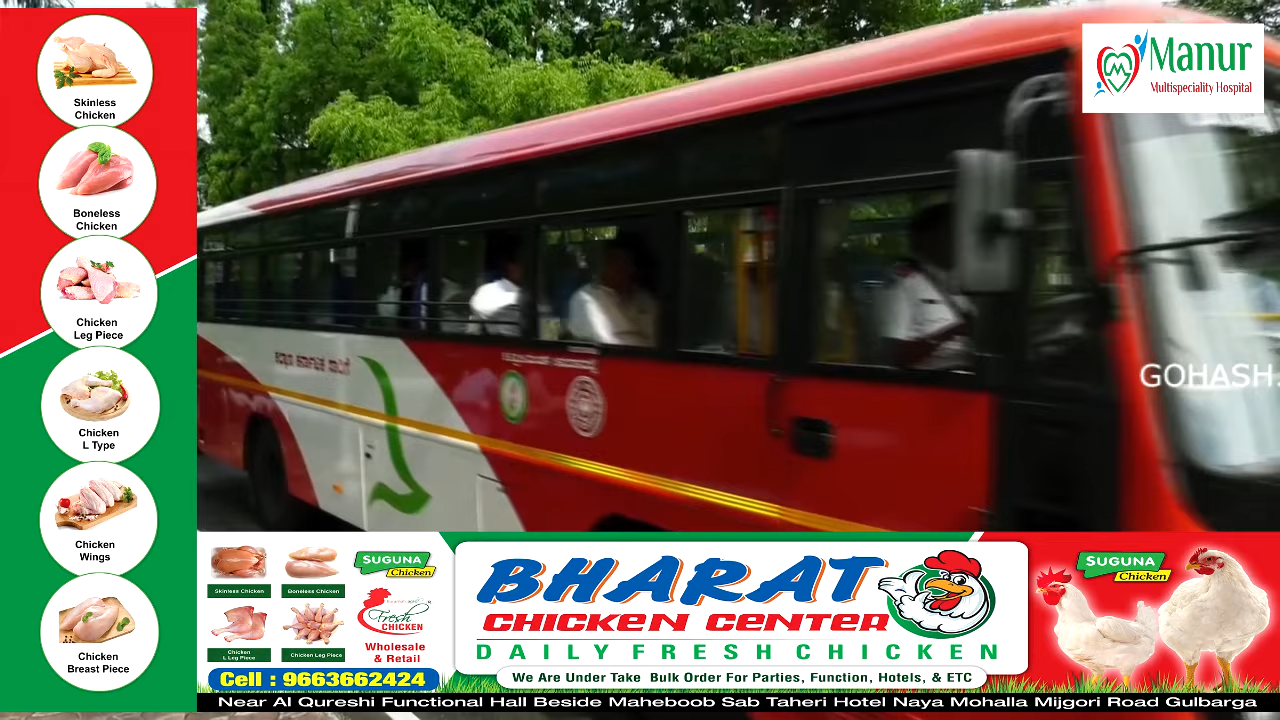 Skinless
Chicken
Boneless
Chicken
Chicken
Leg Piece
Chicken
L Type
Chicken
Wings
Chicken
Breast Piece
Manur
Multispeciality Hospital
GOHASH
Skinless Chicken
Boneless Chicken
SUGUNA
Chicken
Chicken
L Leg Piece
Chicken Leg Piece
Fresh
CHICKEN
Wholesale
& Retail
Cell : 9663662424
BHARAT
CHICKEN CENTER
DAILY FRESH CHICKEN
We Are Under Take Bulk Order For Parties, Function, Hotels, & ETC
SUGUNA
Chicken
Near Al Qureshi Functional Hall Beside Maheboob Sab Taheri Hotel Naya Mohalla Mijgori Road Gulbarga